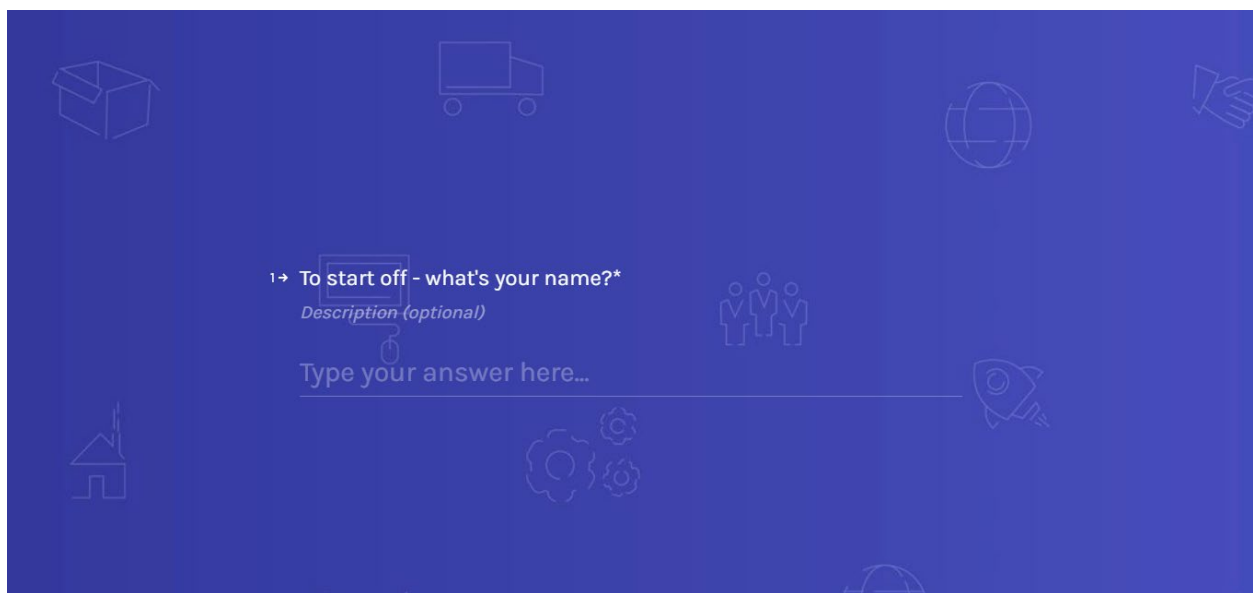 1→ To start off - what's your name?*
Description (optional)
Type your answer here...